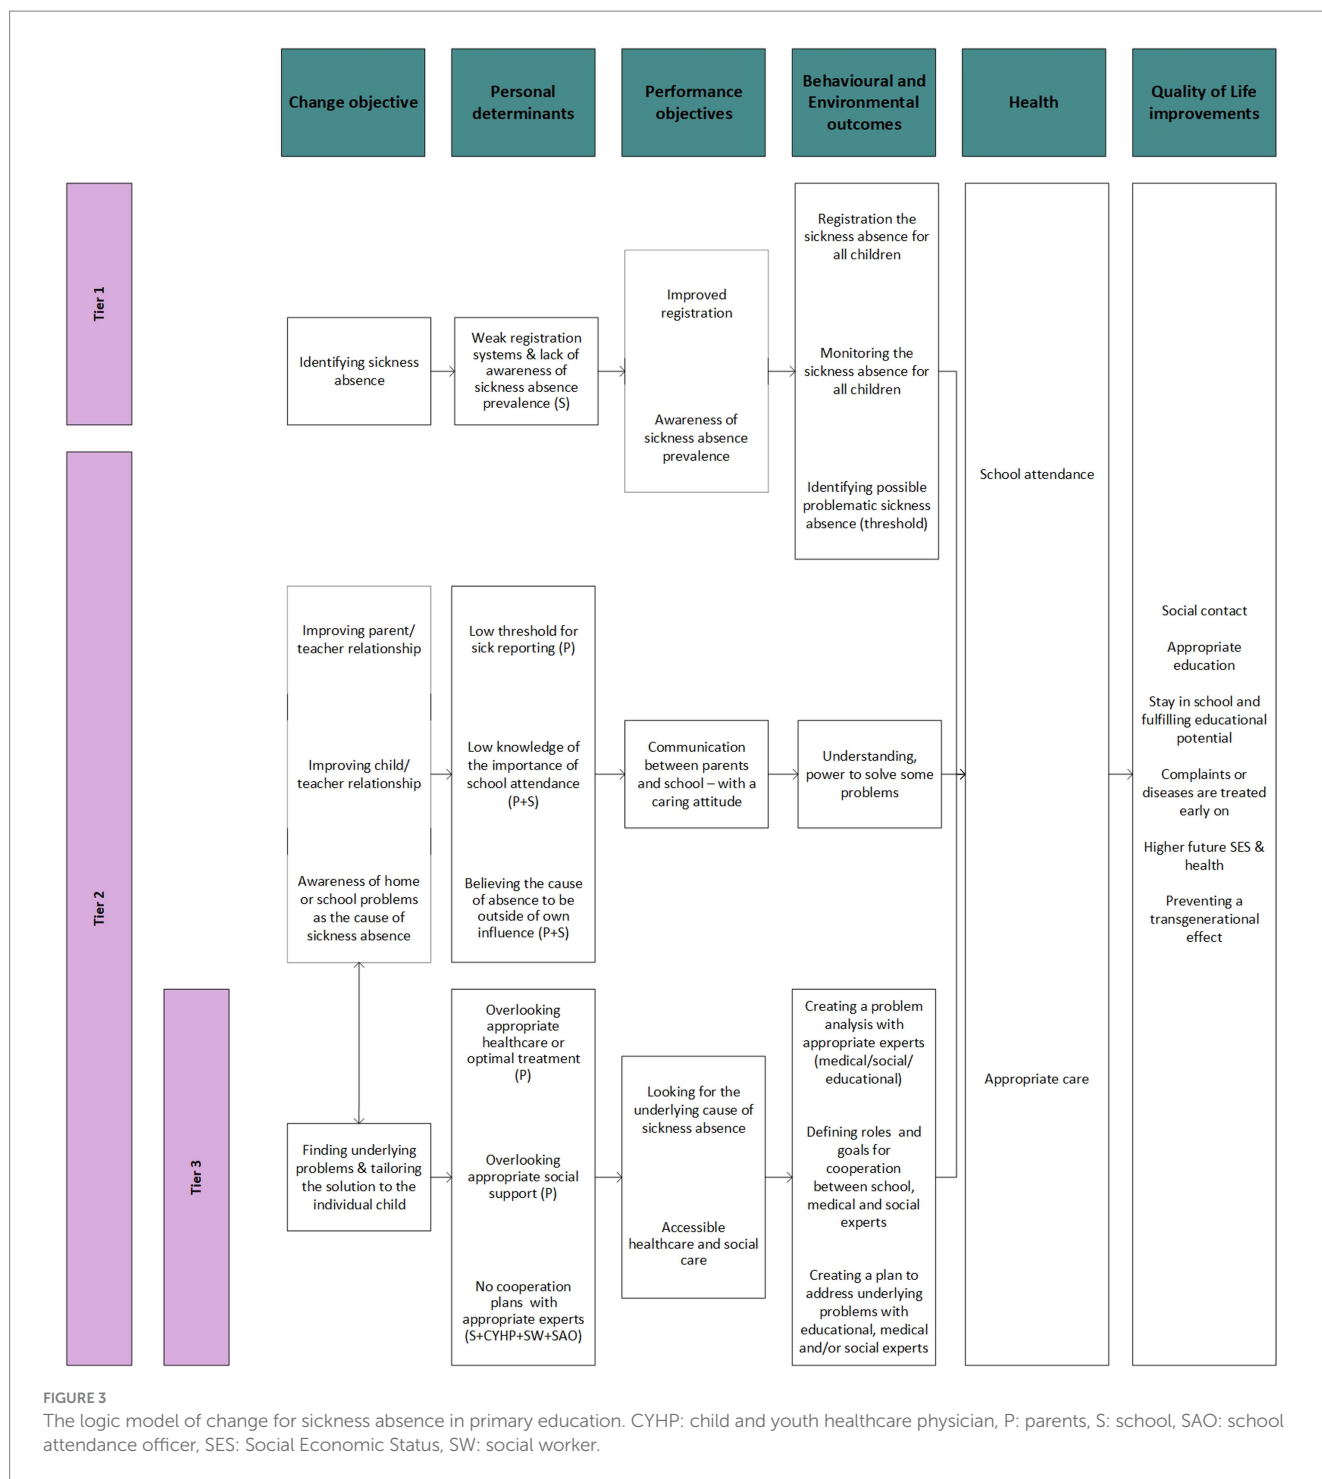 Change objective
Personal
determinants
Performance
objectives
Behavioural and
Environmental
outcomes
Health
Quality of Life
improvements
Tier 1
Identifying sickness
absence
Weak registration
systems & lack of
awareness of
sickness absence
prevalence (S)
Improved
registration
Awareness of
sickness absence
prevalence
Registration the
sickness absence for
all children
Monitoring the
sickness absence for
all children
Identifying possible
problematic sickness
absence (threshold)
Tier 2
Improving parent/
teacher relationship
Improving child/
teacher relationship
Awareness of home
or school problems
as the cause of
sickness absence
Low threshold for
sick reporting (P)
Low knowledge of
the importance of
school attendance
(P+S)
Believing the cause
of absence to be
outside of own
influence (P+S)
Communication
between parents
and school – with a
caring attitude
Understanding,
power to solve some
problems
Tier 3
Finding underlying
problems & tailoring
the solution to the
individual child
Overlooking
appropriate
healthcare or
optimal treatment
(P)
Overlooking
appropriate social
support (P)
No cooperation
plans with
appropriate experts
(S+CYHP+SW+SAO)
Looking for the
underlying cause of
sickness absence
Accessible
healthcare and social
care
Creating a problem
analysis with
appropriate experts
(medical/social/
educational)
Defining roles and
goals for
cooperation
between school,
medical and social
experts
Creating a plan to
address underlying
problems with
educational, medical
and/or social experts
School attendance
Appropriate care
Social contact
Appropriate
education
Stay in school and
fulfilling educational
potential
Complaints or
diseases are treated
early on
Higher future SES &
health
Preventing a
transgenerational
effect
FIGURE 3
The logic model of change for sickness absence in primary education. CYHP: child and youth healthcare physician, P: parents, S: school, SAO: school
attendance officer, SES: Social Economic Status, SW: social worker.